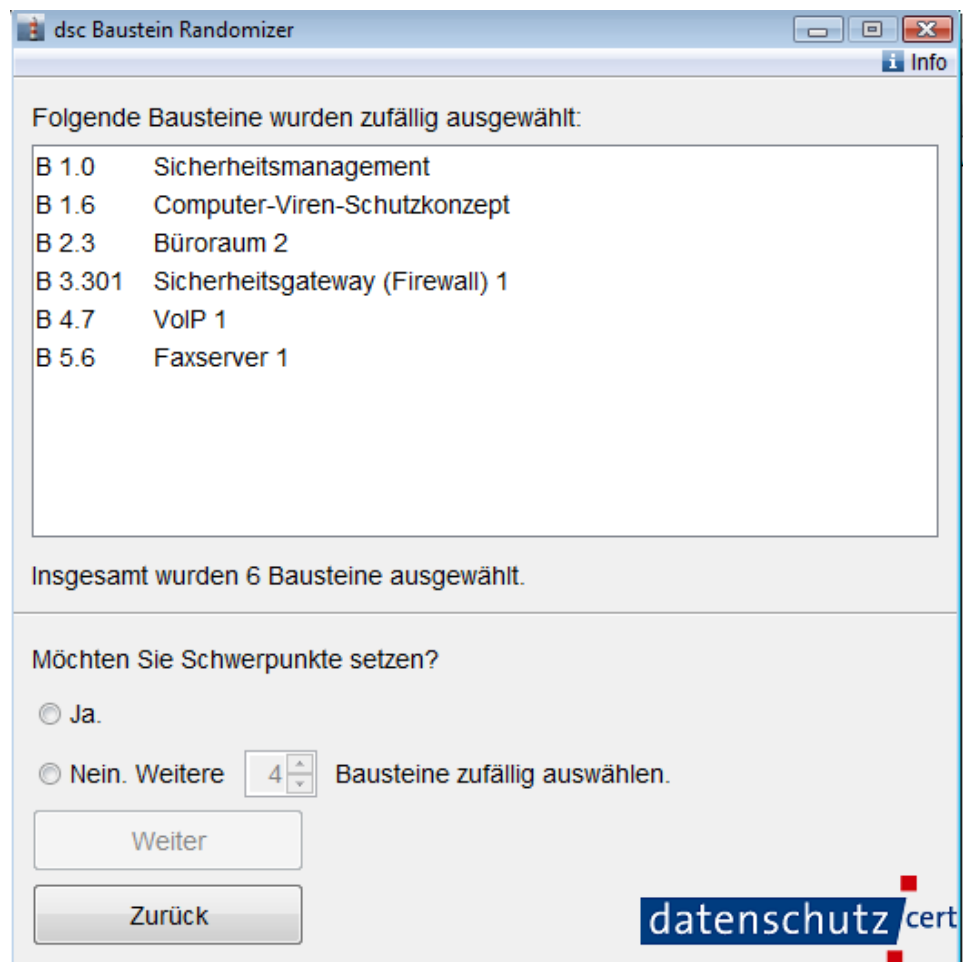 dsc Baustein Randomizer
Info
Folgende Bausteine wurden zufällig ausgewählt:
B 1.0 Sicherheitsmanagement
B 1.6 Computer-Viren-Schutzkonzept
B 2.3 Büroraum 2
B 3.301 Sicherheitsgateway (Firewall) 1
B 4.7 VoIP 1
B 5.6 Faxserver 1
Insgesamt wurden 6 Bausteine ausgewählt.
Möchten Sie Schwerpunkte setzen?
Ja.
Nein. Weitere 4 Bausteine zufällig auswählen.
Weiter
Zurück
datenschutz cert